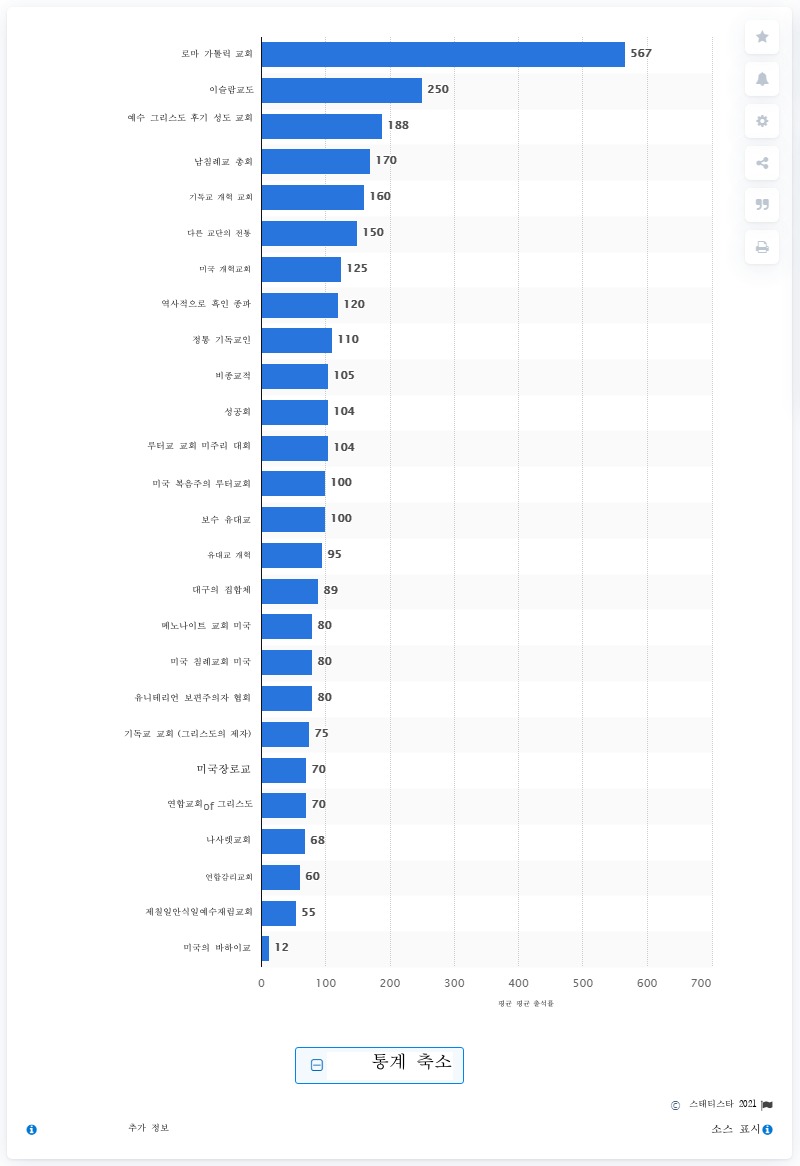 로마 가톨릭 교회 567
이슬람교도 250
예수 그리스도 후기 성도 교회 188
남침례교 총회 170
기독교 개혁 교회 160
다른 교단의 전통 150
미국 개혁교회 125
역사적으로 흑인 종파 120
정통 기독교인 110
비종교적 105
성공회 104
루터교 교회 미주리 대회 104
미국 복음주의 루터교회 100
보수 유대교 100
유대교 개혁 95
대구의 집합체 89
메노나이트 교회 미국 80
미국 침례교회 미국 80
유니테리언 보편주의자 협회 80
기독교 교회 (그리스도의 제자) 75
미국장로교 70
연합교회of 그리스도 70
나사렛교회 68
연합감리교회 60
제칠일안식일예수재림교회 55
미국의 바하이교 12
0 100 200 300 400 500 600 700
평균 평균 출석률
통계 축소
© 스태티스타 2021
추가 정보
소스 표시